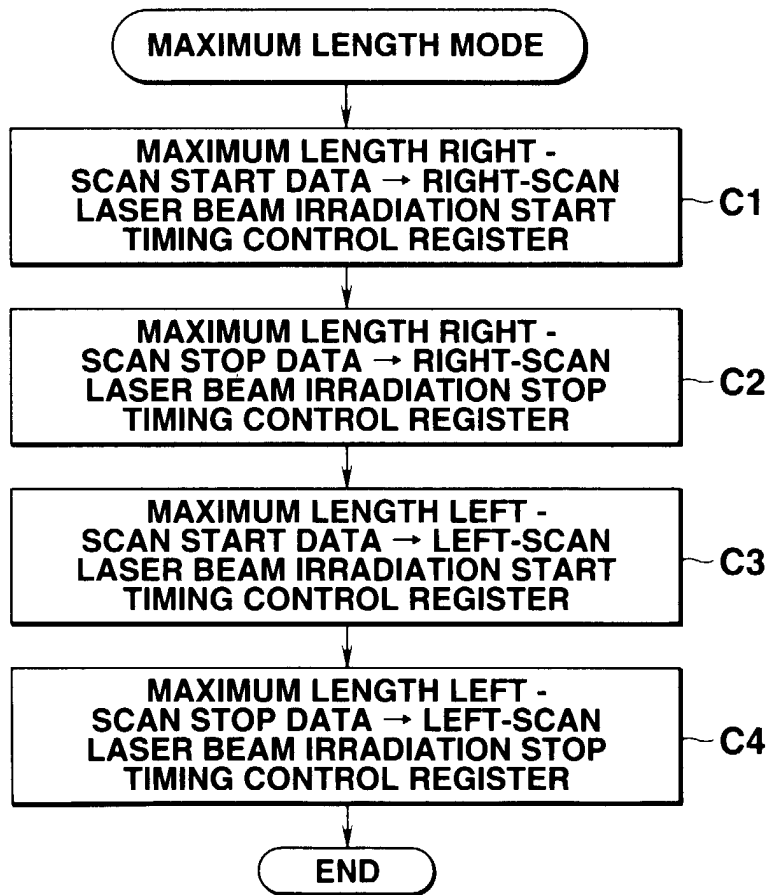 MAXIMUM LENGTH MODE
MAXIMUM LENGTH RIGHT -
SCAN START DATA → RIGHT-SCAN
LASER BEAM IRRADIATION START
TIMING CONTROL REGISTER
C1
MAXIMUM LENGTH RIGHT -
SCAN STOP DATA → RIGHT-SCAN
LASER BEAM IRRADIATION STOP
TIMING CONTROL REGISTER
C2
MAXIMUM LENGTH LEFT -
SCAN START DATA → LEFT-SCAN
LASER BEAM IRRADIATION START
TIMING CONTROL REGISTER
C3
MAXIMUM LENGTH LEFT -
SCAN STOP DATA → LEFT-SCAN
LASER BEAM IRRADIATION STOP
TIMING CONTROL REGISTER
C4
END